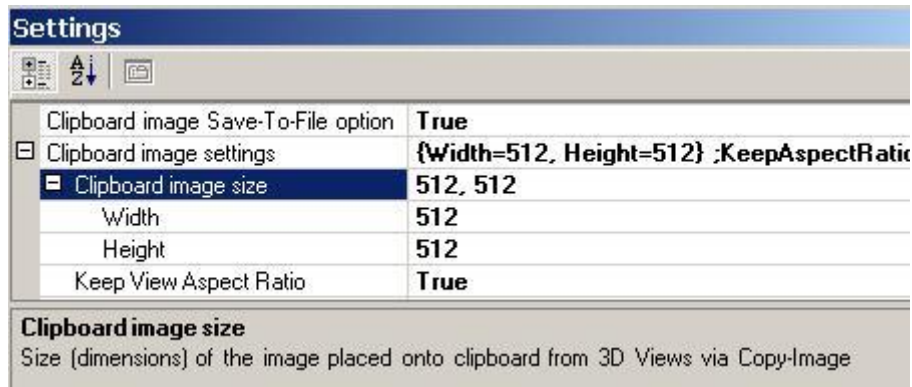 Settings
Clipboard image Save-To-File option True
Clipboard image settings {Width=512, Height=512} ;KeepAspectRatio
Clipboard image size 512, 512
Width 512
Height 512
Keep View Aspect Ratio True
Clipboard image size
Size (dimensions) of the image placed onto clipboard from 3D Views via Copy-Image